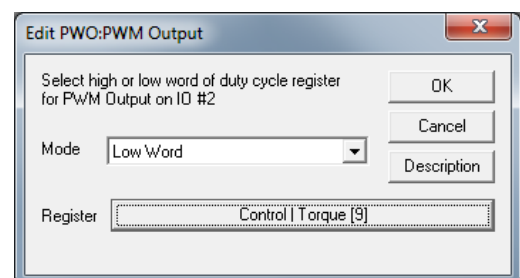 Edit PWO:PWM Output
X
Select high or low word of duty cycle register
for PWM Output on IO #2
OK
Cancel
Mode Low Word
Description
Register Control | Torque [9]